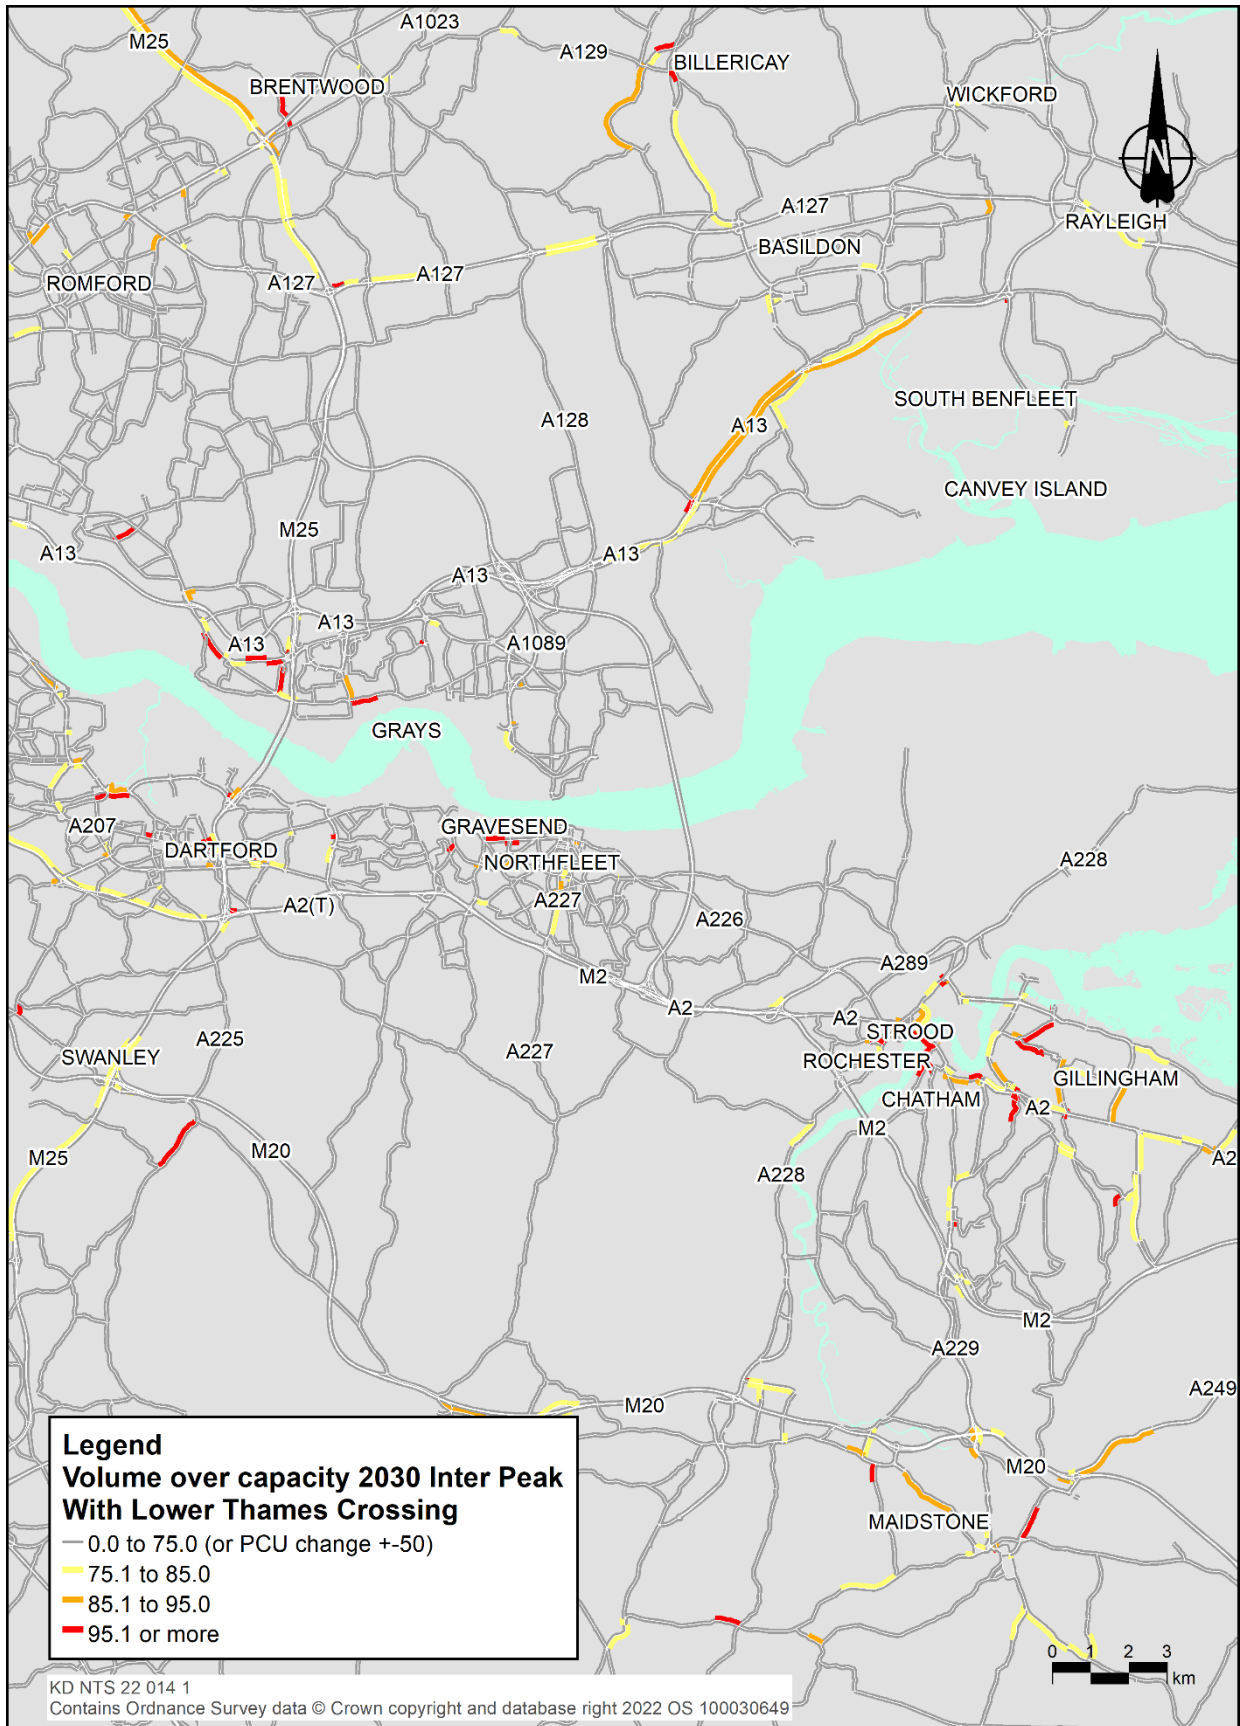 A1023
M25
A129
BILLERICAY
BRENTWOOD
WICKFORD
N
A127
RAYLEIGH
BASILDON
A127
A127
ROMFORD
SOUTH BENFLEET
A128
A13
CANVEY ISLAND
M25
A13
A13
A13
A13
A13
A1089
GRAYS
A207
GRAVESEND
DARTFORD
NORTHFLEET
A228
A2(T)
A227
A226
A289
M2
A2
A2
STROOD
A225
A227
SWANLEY
ROCHESTER
GILLINGHAM
CHATHAM
A2
M2
M20
M25
A2
A228
M2
A229
A249
M20
M20
MAIDSTONE
Legend
Volume over capacity 2030 Inter Peak
With Lower Thames Crossing
0.0 to 75.0 (or PCU change +-50)
75.1 to 85.0
85.1 to 95.0
95.1 or more
0 1 2 3
km
KD NTS 22 014 1
Contains Ordnance Survey data © Crown copyright and database right 2022 OS 100030649